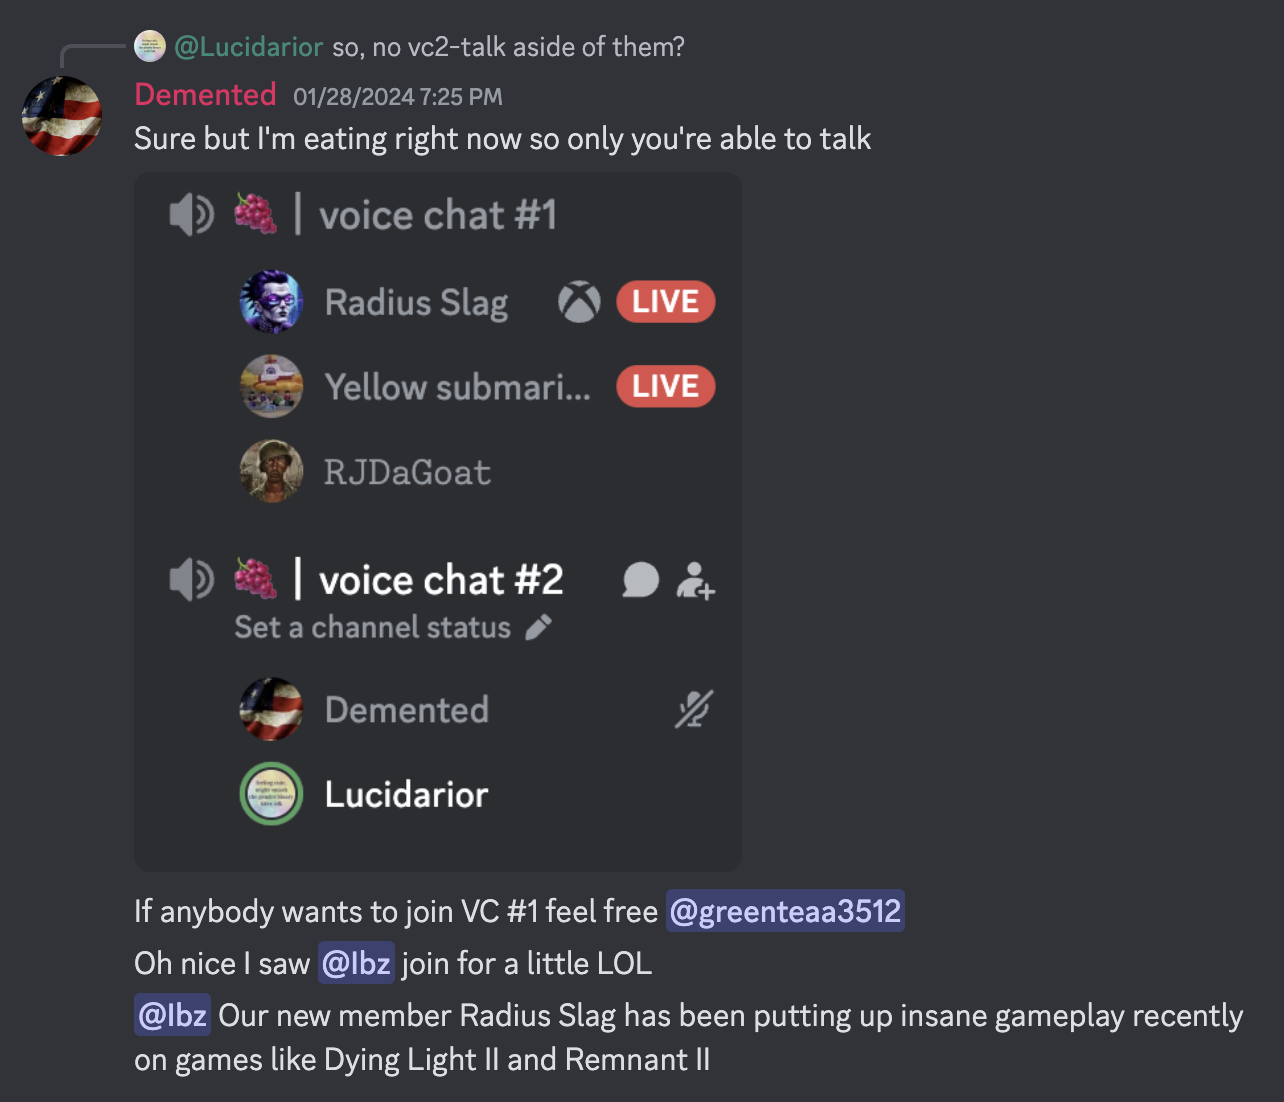 @Lucidarior so, no vc2-talk aside of them?
Demented 01/28/2024 7:25 PM
Sure but I'm eating right now so only you're able to talk
| voice chat #1
Radius Slag LIVE
Yellow submari... LIVE
RJDaGoat
| voice chat #2
Set a channel status
Demented
Lucidarior
If anybody wants to join VC #1 feel free @greenteaa3512
Oh nice I saw @Ibz join for a little LOL
@Ibz Our new member Radius Slag has been putting up insane gameplay recently
on games like Dying Light II and Remnant II